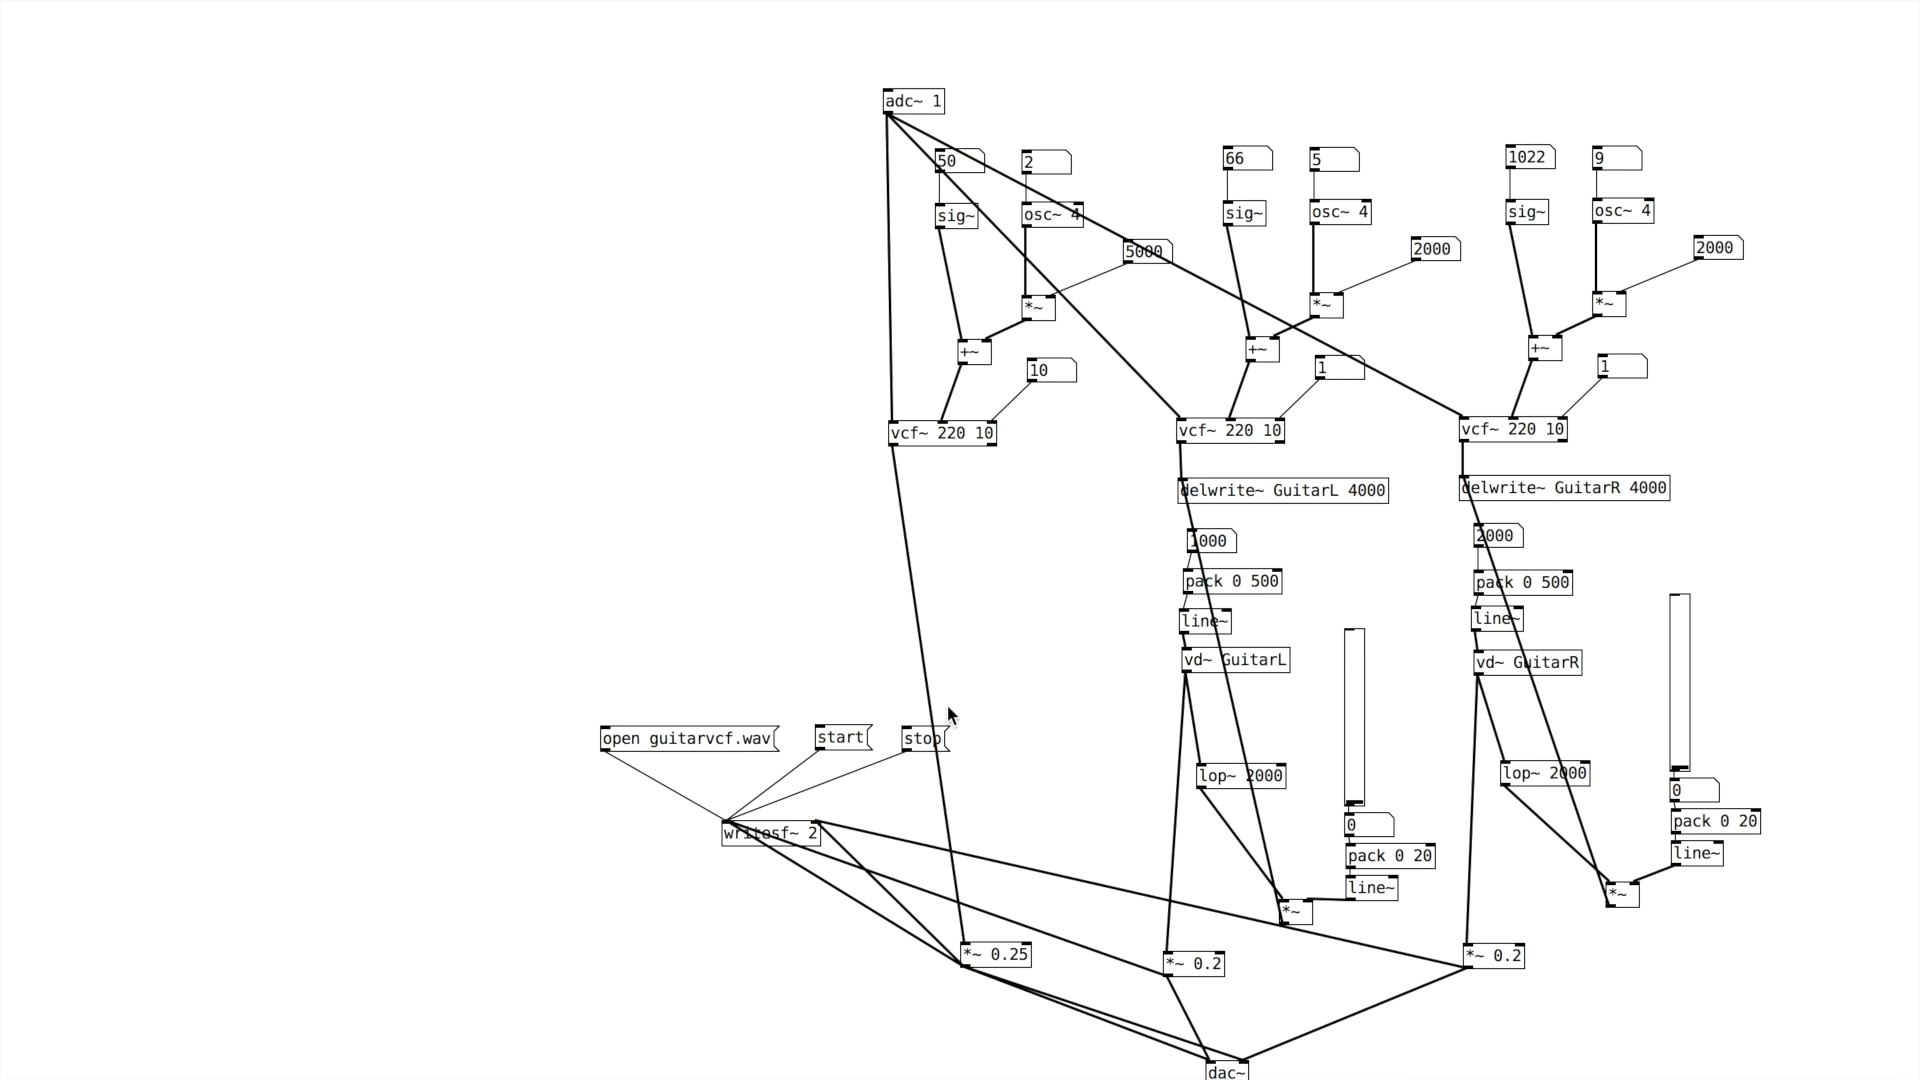 adc~ 1
50
2
66
5
1022
9
sig~
osc~ 4
sig~
osc~ 4
sig~
osc~ 4
5000
2000
2000
*~
*~
*~
+~
+~
+~
10
1
1
vcf~ 220 10
vcf~ 220 10
vcf~ 220 10
delwrite~ GuitarL 4000
delwrite~ GuitarR 4000
1000
2000
pack 0 500
pack 0 500
line~
line~
vd~ GuitarL
vd~ GuitarR
open guitarvcf.wav
start
stop
lop~ 2000
lop~ 2000
0
0
pack 0 20
writesf~ 2
pack 0 20
line~
line~
*~
*~
*~ 0.25
*~ 0.2
*~ 0.2
dac~